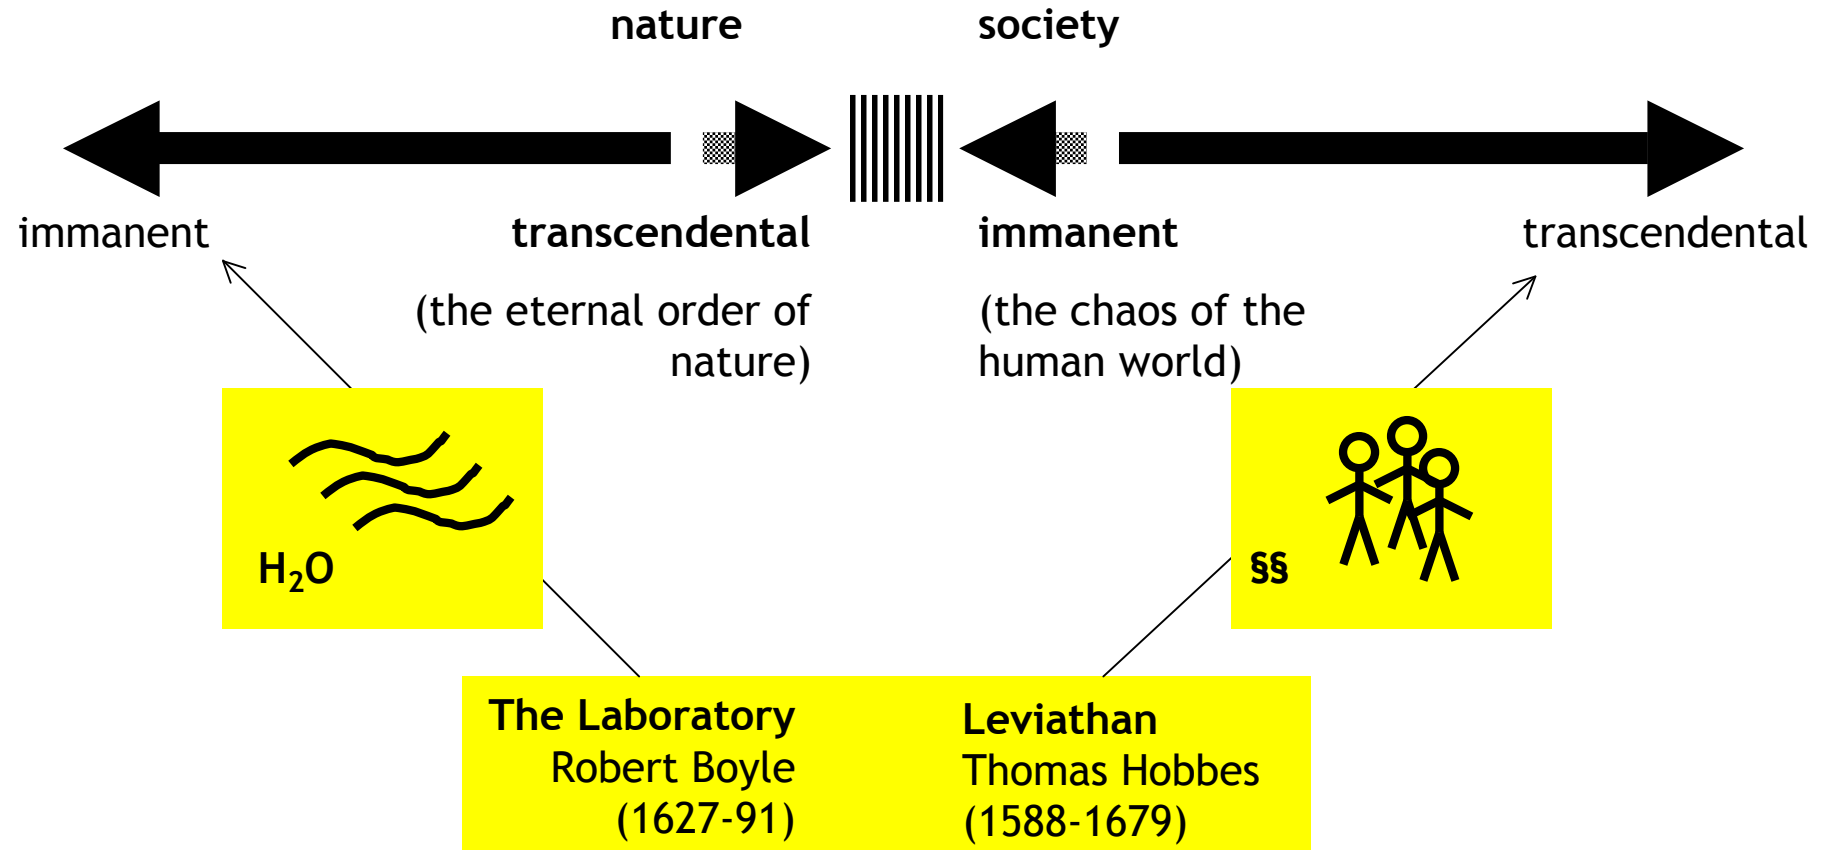 nature
society
immanent
transcendental
immanent
transcendental
(the eternal order of
nature)
(the chaos of the
human world)
H₂O
§§
The Laboratory
Robert Boyle
(1627-91)
Leviathan
Thomas Hobbes
(1588-1679)